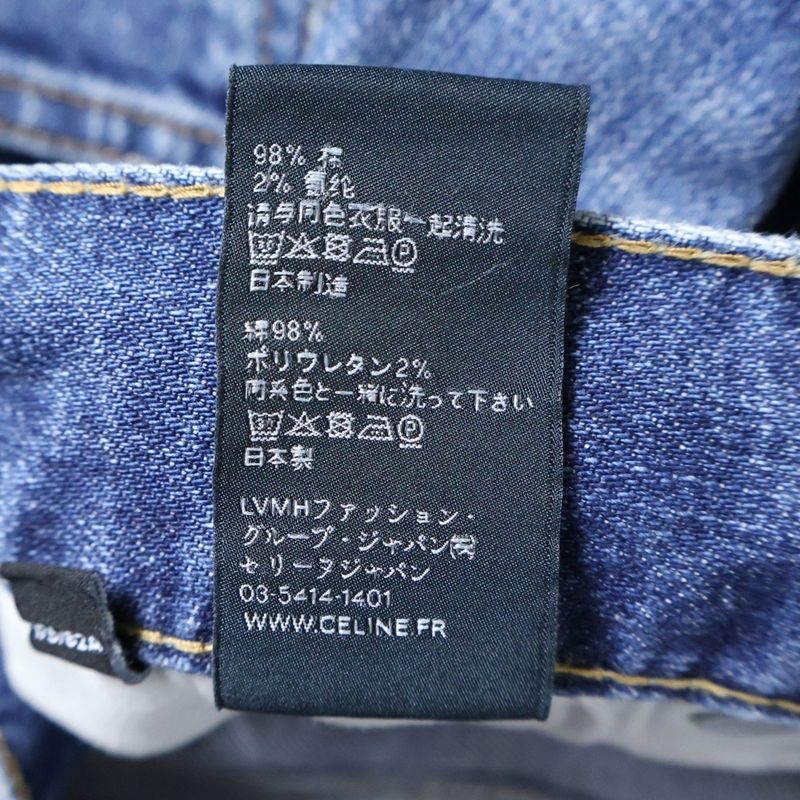 98% 棉
2% 氨纶
请与同色衣服一起清洗
日本制造
綿98%
ポリウレタン2%
同系色と一緒に洗って下さい
P
日本製
LVMHファッション・
グループ・ジャパン㈱
セリーヌジャパン
03-5414-1401
WWW.CELINE.FR